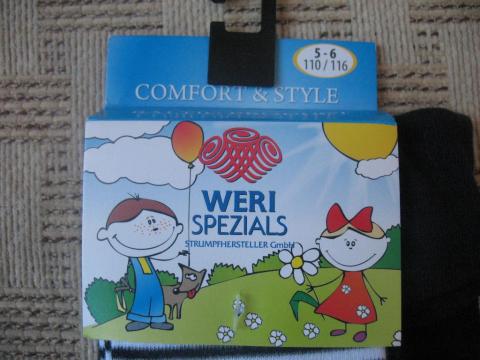 5 - 6
110 / 116
COMFORT & STYLE
WERI
SPEZIALS
STRUMPFHERSTELLER GmbH